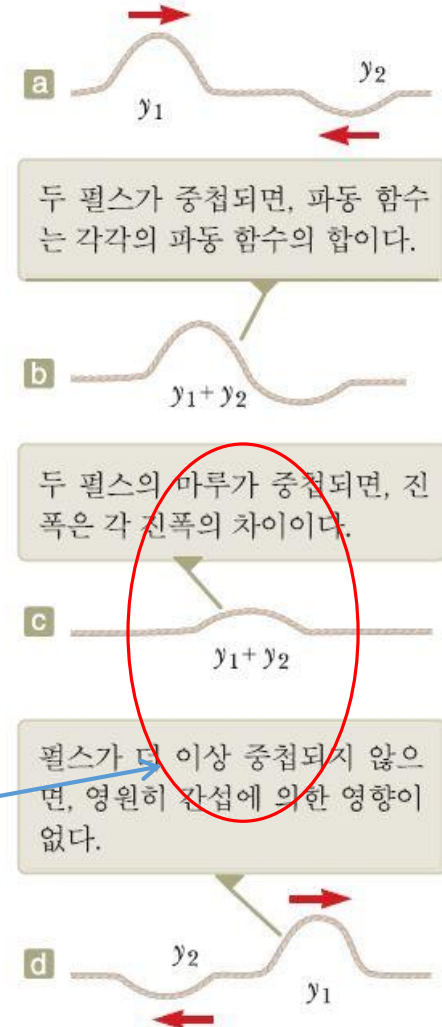 a
y₁
y₂
두 펄스가 중첩되면, 파동 함수
는 각각의 파동 함수의 합이다.
b
y₁+ y₂
두 펄스의 마루가 중첩되면, 진
폭은 각 진폭의 차이이다.
c
y₁+ y₂
펄스가 더 이상 중첩되지 않으
면, 영원히 간섭에 의한 영향이
없다.
d
y₂
y₁